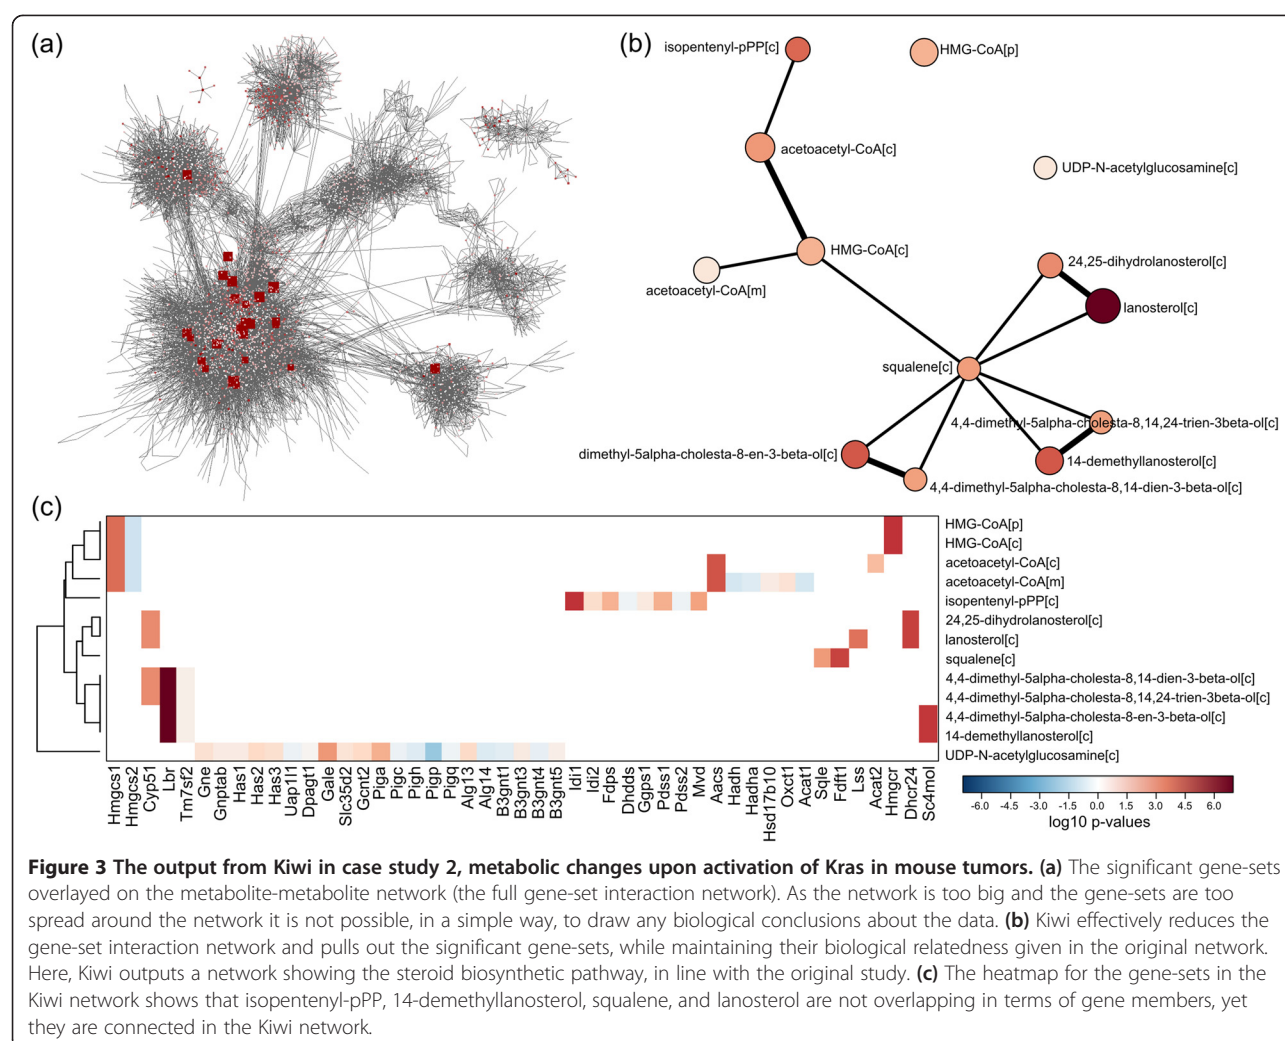 (a)
(b)
isopentenyl-pPP[c]
HMG-CoA[p]
acetoacetyl-CoA[c]
UDP-N-acetylglucosamine[c]
HMG-CoA[c]
acetoacetyl-CoA[m]
24,25-dihydrolanosterol[c]
lanosterol[c]
squalene[c]
4,4-dimethyl-5alpha-cholesta-8,14,24-trien-3beta-ol[c]
dimethyl-5alpha-cholesta-8-en-3-beta-ol[c]
14-demethyllanosterol[c]
4,4-dimethyl-5alpha-cholesta-8,14-dien-3-beta-ol[c]
(c)
HMG-CoA[p]
HMG-CoA[c]
acetoacetyl-CoA[c]
acetoacetyl-CoA[m]
isopentenyl-pPP[c]
24,25-dihydrolanosterol[c]
lanosterol[c]
squalene[c]
4,4-dimethyl-5alpha-cholesta-8,14-dien-3-beta-ol[c]
4,4-dimethyl-5alpha-cholesta-8,14,24-trien-3beta-ol[c]
4,4-dimethyl-5alpha-cholesta-8-en-3-beta-ol[c]
14-demethyllanosterol[c]
UDP-N-acetylglucosamine[c]
Hmgcs1
Hmgcs2
Cyp51
Lbr
Tm7sf2
Gne
Gnptab
Has1
Has2
Has3
Uap1l1
Dpagt1
Gale
Slc35d2
Gcnt2
Piga
Pigc
Pigh
Pigp
Pigq
Alg13
Alg14
B3gnt1
B3gnt3
B3gnt4
B3gnt5
Idi1
Idi2
Fdps
Dhdds
Ggps1
Pdss1
Pdss2
Mvd
Aacs
Hadh
Hadha
Hsd17b10
Oxct1
Acat1
Sqle
Fdft1
Lss
Acat2
Hmgcr
Dhcr24
Sc4mol
-6.0 -4.5 -3.0 -1.5 0.0 1.5 3.0 4.5 6.0
log10 p-values
Figure 3 The output from Kiwi in case study 2, metabolic changes upon activation of Kras in mouse tumors. (a) The significant gene-sets
overlayed on the metabolite-metabolite network (the full gene-set interaction network). As the network is too big and the gene-sets are too
spread around the network it is not possible, in a simple way, to draw any biological conclusions about the data. (b) Kiwi effectively reduces the
gene-set interaction network and pulls out the significant gene-sets, while maintaining their biological relatedness given in the original network.
Here, Kiwi outputs a network showing the steroid biosynthetic pathway, in line with the original study. (c) The heatmap for the gene-sets in the
Kiwi network shows that isopentenyl-pPP, 14-demethyllanosterol, squalene, and lanosterol are not overlapping in terms of gene members, yet
they are connected in the Kiwi network.